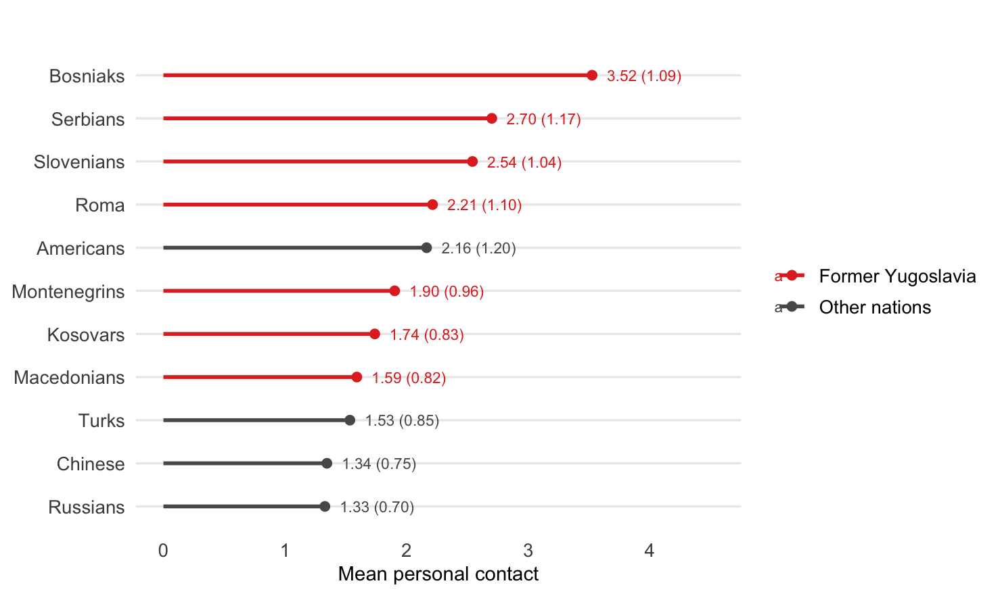 Bosniaks 3.52 (1.09)
Serbians 2.70 (1.17)
Slovenians 2.54 (1.04)
Roma 2.21 (1.10)
Americans 2.16 (1.20)
Montenegrins 1.90 (0.96)
Kosovars 1.74 (0.83)
Macedonians 1.59 (0.82)
Turks 1.53 (0.85)
Chinese 1.34 (0.75)
Russians 1.33 (0.70)
0 1 2 3 4
Mean personal contact
a Former Yugoslavia
a Other nations